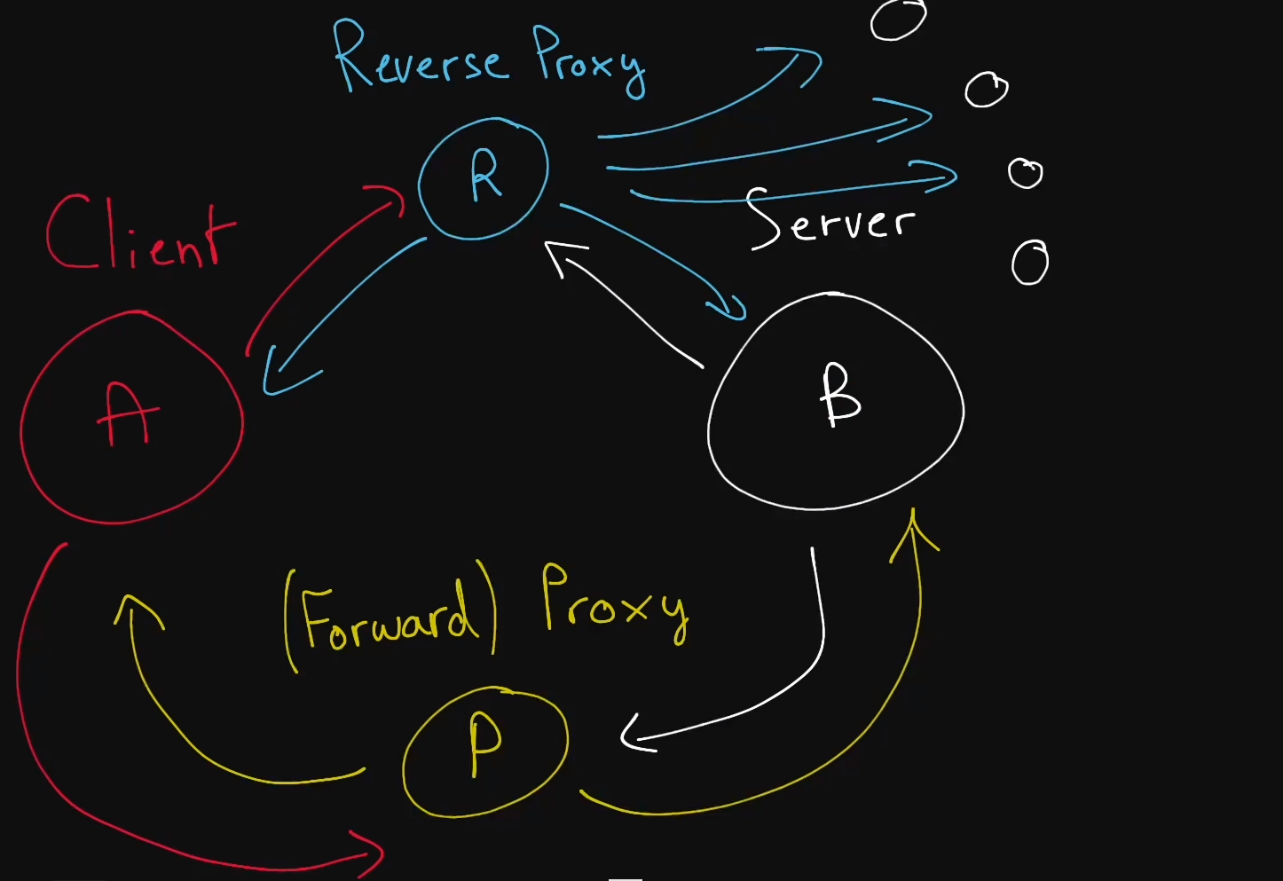 Reverse Proxy
R
Client
Server
A
B
(Forward) Proxy
P